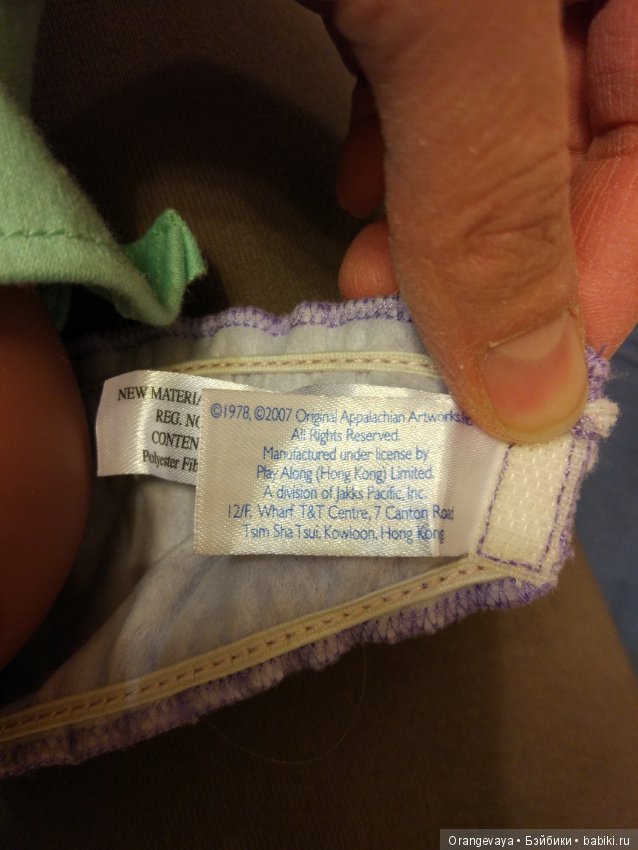 NEW MATERIA
REG. NO
CONTEN
Polyester Fib
©1978, ©2007 Original Appalachian Artworks
All Rights Reserved.
Manufactured under license by
Play Along (Hong Kong) Limited.
A division of Jakks Pacific, Inc.
12/F, Wharf T&T Centre, 7 Canton Road
Tsim Sha Tsui, Kowloon, Hong Kong
Orangevaya • Бэйбики • babiki.ru